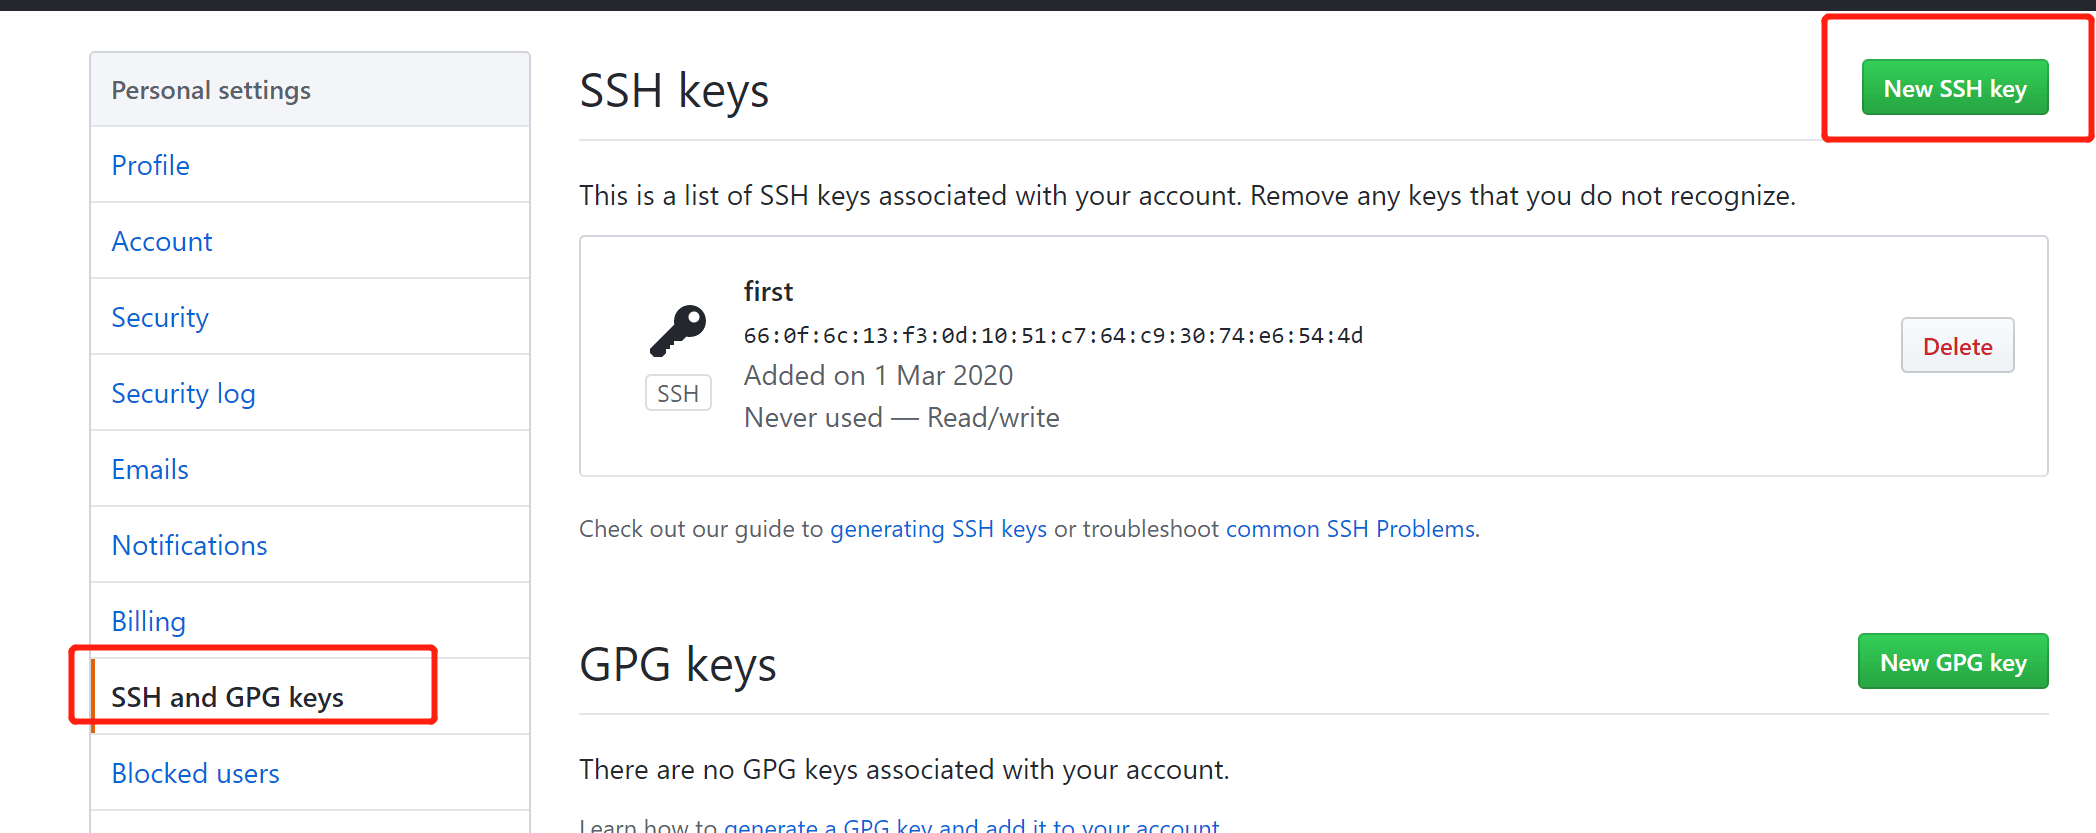 Personal settings
Profile
Account
Security
Security log
Emails
Notifications
Billing
SSH and GPG keys
Blocked users
SSH keys
New SSH key
This is a list of SSH keys associated with your account. Remove any keys that you do not recognize.
first
66:0f:6c:13:f3:0d:10:51:c7:64:c9:30:74:e6:54:4d
Added on 1 Mar 2020
Never used — Read/write
SSH
Delete
Check out our guide to generating SSH keys or troubleshoot common SSH Problems.
GPG keys
New GPG key
There are no GPG keys associated with your account.
Learn how to generate a GPG key and add it to your account